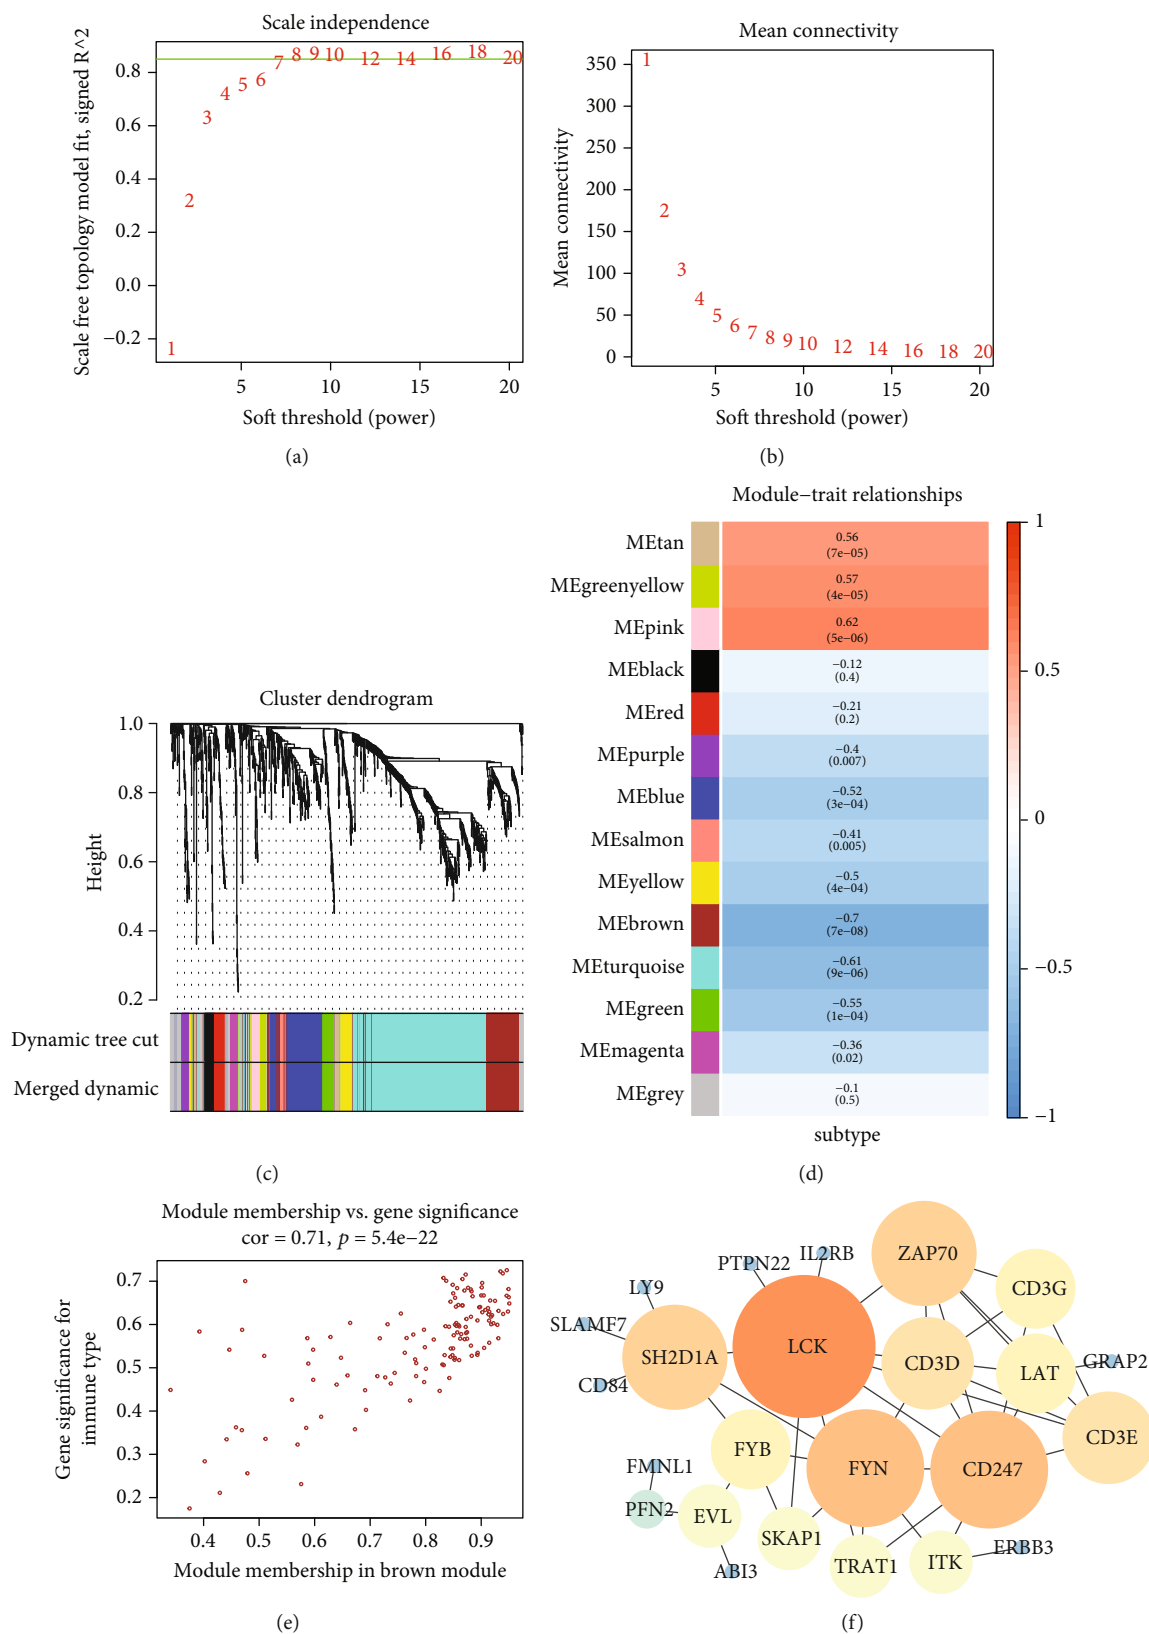 Scale independence
Scale free topology model fit, signed R^2
0.8
0.6
0.4
0.2
0.0
−0.2
1 2 3 4 5 6 7 8 9 10 12 14 16 18 20
5 10 15 20
Soft threshold (power)
(a)
Mean connectivity
Mean connectivity
350
300
250
200
150
100
50
0
1 2 3 4 5 6 7 8 9 10 12 14 16 18 20
5 10 15 20
Soft threshold (power)
(b)
Cluster dendrogram
Height
1.0
0.8
0.6
0.4
0.2
Dynamic tree cut
Merged dynamic
(c)
Module−trait relationships
MEtan 0.56
(7e−05)
MEgreenyellow 0.57
(4e−05)
MEpink 0.62
(5e−06)
MEblack −0.12
(0.4)
MEred −0.21
(0.2)
MEpurple −0.4
(0.007)
MEblue −0.52
(3e−04)
MEsalmon −0.41
(0.005)
MEyellow −0.5
(4e−04)
MEbrown −0.7
(7e−08)
MEturquoise −0.61
(9e−06)
MEgreen −0.55
(1e−04)
MEmagenta −0.36
(0.02)
MEgrey −0.1
(0.5)
subtype
1
0.5
0
−0.5
−1
(d)
Module membership vs. gene significance
cor = 0.71, p = 5.4e−22
Gene significance for
immune type
0.7
0.6
0.5
0.4
0.3
0.2
0.4 0.5 0.6 0.7 0.8 0.9
Module membership in brown module
(e)
ZAP70
IL2RB
PTPN22
CD3G
LY9
SLAMF7
LCK
SH2D1A
CD3D
LAT
GRAP2
CD84
CD3E
FYB
FMNL1
FYN
CD247
PFN2
EVL
SKAP1
ERBB3
TRAT1
ITK
ABI3
(f)